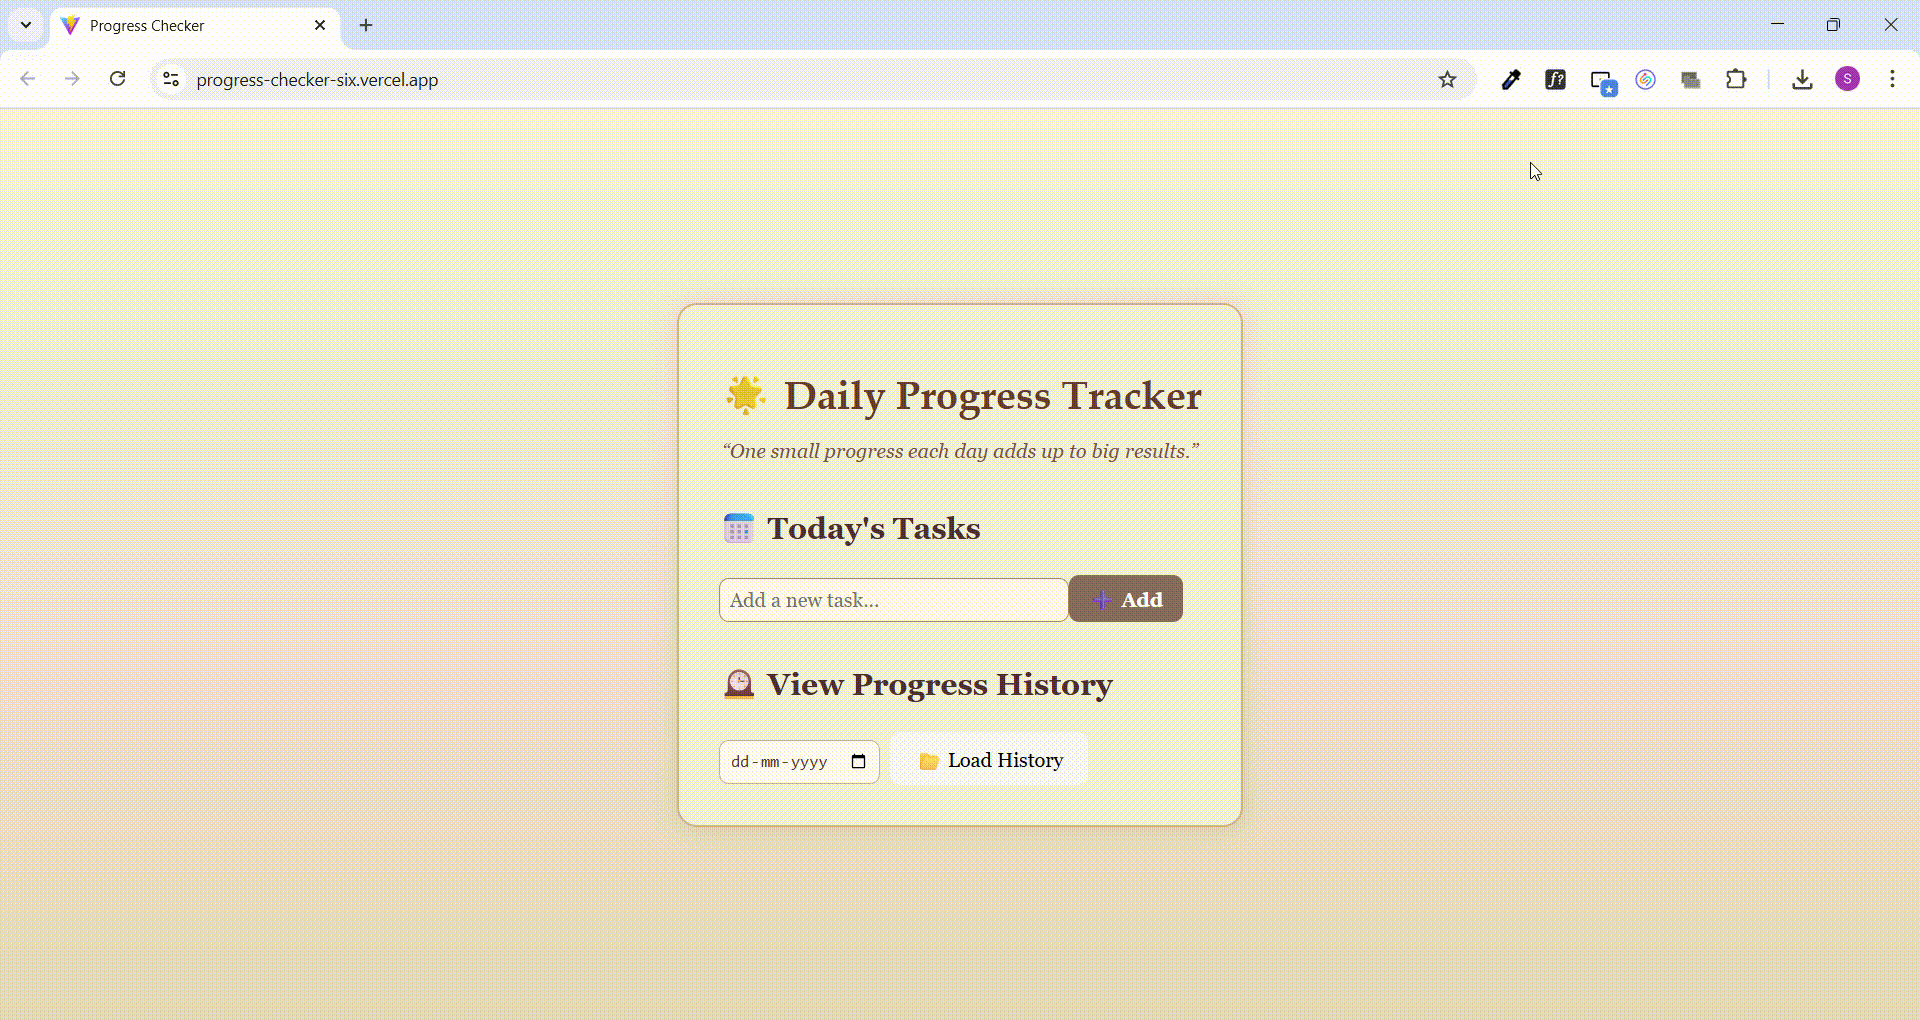 Progress Checker
progress-checker-six.vercel.app
f?
S
Daily Progress Tracker
“One small progress each day adds up to big results.”
Today's Tasks
Add a new task...
Add
View Progress History
dd-mm-yyyy
Load History